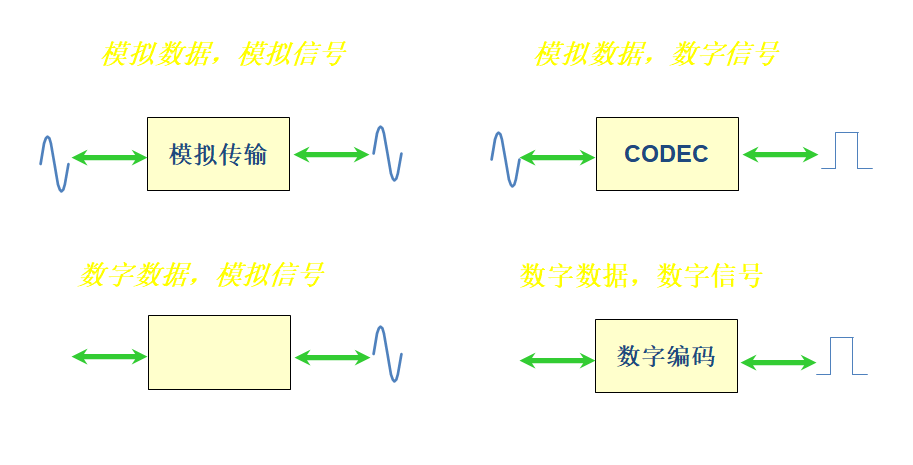 模拟数据，模拟信号
模拟数据，数字信号
模拟传输
CODEC
数字数据，模拟信号
数字数据，数字信号
数字编码